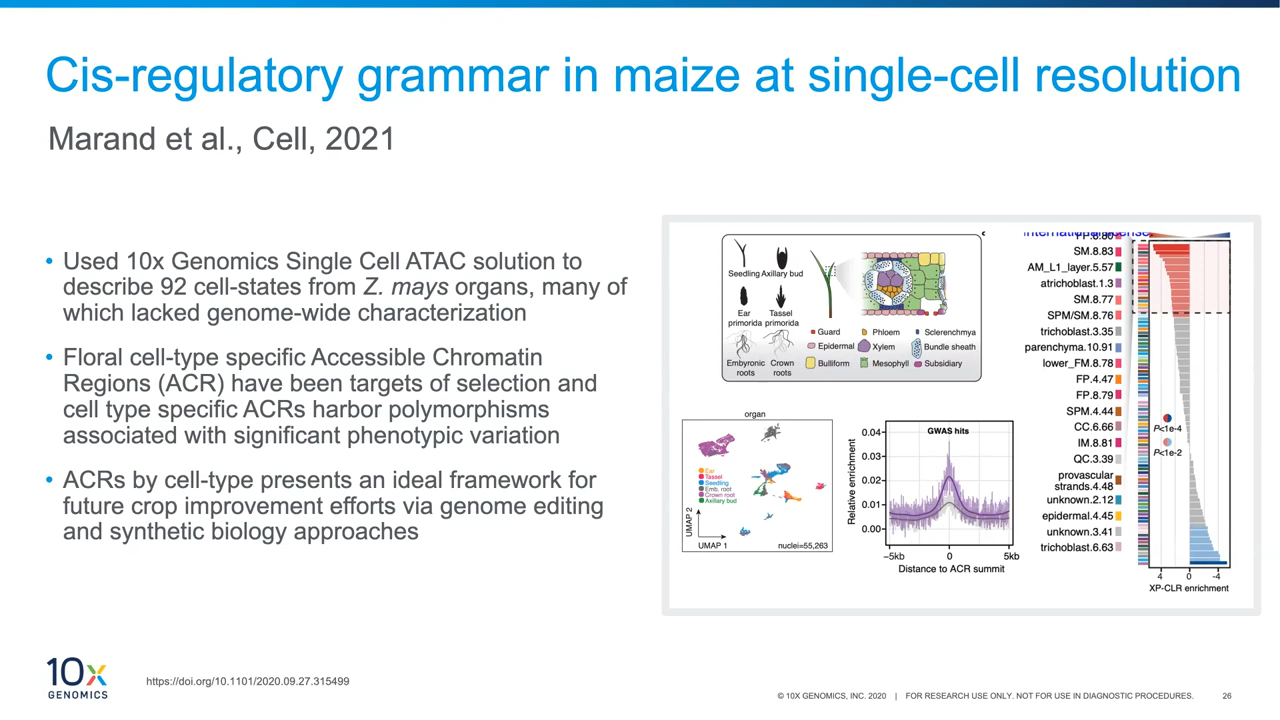 Cis-regulatory grammar in maize at single-cell resolution
Marand et al., Cell, 2021
• Used 10x Genomics Single Cell ATAC solution to
describe 92 cell-states from Z. mays organs, many of
which lacked genome-wide characterization
• Floral cell-type specific Accessible Chromatin
Regions (ACR) have been targets of selection and
cell type specific ACRs harbor polymorphisms
associated with significant phenotypic variation
• ACRs by cell-type presents an ideal framework for
future crop improvement efforts via genome editing
and synthetic biology approaches
Seedling Axillary bud
Ear primorida
Tassel primorida
Embryonic roots
Crown roots
Guard
Phloem
Sclerenchyma
Epidermal
Xylem
Bundle sheath
Bulliform
Mesophyll
Subsidiary
organ
Ear
Tassel
Seedling
Emb. root
Crown root
Axillary bud
UMAP 2
UMAP 1
nuclei=55,263
GWAS hits
Relative enrichment
0.04
0.03
0.02
0.01
0.00
−5kb 0 5kb
Distance to ACR summit
SM.8.83
AM_L1_layer.5.57
atrichoblast.1.3
SM.8.77
SPM/SM.8.76
trichoblast.3.35
parenchyma.10.91
lower_FM.8.78
FP.4.47
FP.8.79
SPM.4.44
CC.6.66
IM.8.81
QC.3.39
provascular
strands.4.48
unknown.2.12
epidermal.4.45
unknown.3.41
trichoblast.6.63
P<1e-4
P<1e-2
4 0 -4
XP-CLR enrichment
10x
GENOMICS
https://doi.org/10.1101/2020.09.27.315499
© 10X GENOMICS, INC. 2020 | FOR RESEARCH USE ONLY. NOT FOR USE IN DIAGNOSTIC PROCEDURES. 26